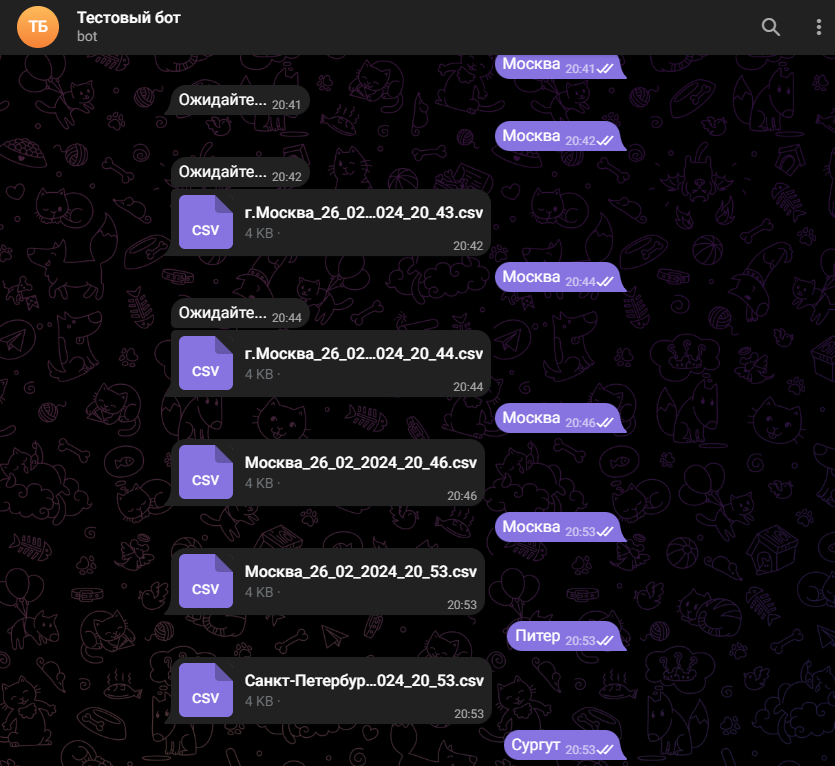 ТБ
Тестовый бот
bot
Москва 20:41
Ожидайте... 20:41
Москва 20:42
Ожидайте... 20:42
CSV
г.Москва_26_02...024_20_43.csv
4 KB ·
20:42
Москва 20:44
Ожидайте... 20:44
CSV
г.Москва_26_02...024_20_44.csv
4 KB ·
20:44
Москва 20:46
CSV
Москва_26_02_2024_20_46.csv
4 KB ·
20:46
Москва 20:53
CSV
Москва_26_02_2024_20_53.csv
4 KB ·
20:53
Питер 20:53
CSV
Санкт-Петербур...024_20_53.csv
4 KB ·
20:53
Сургут 20:53